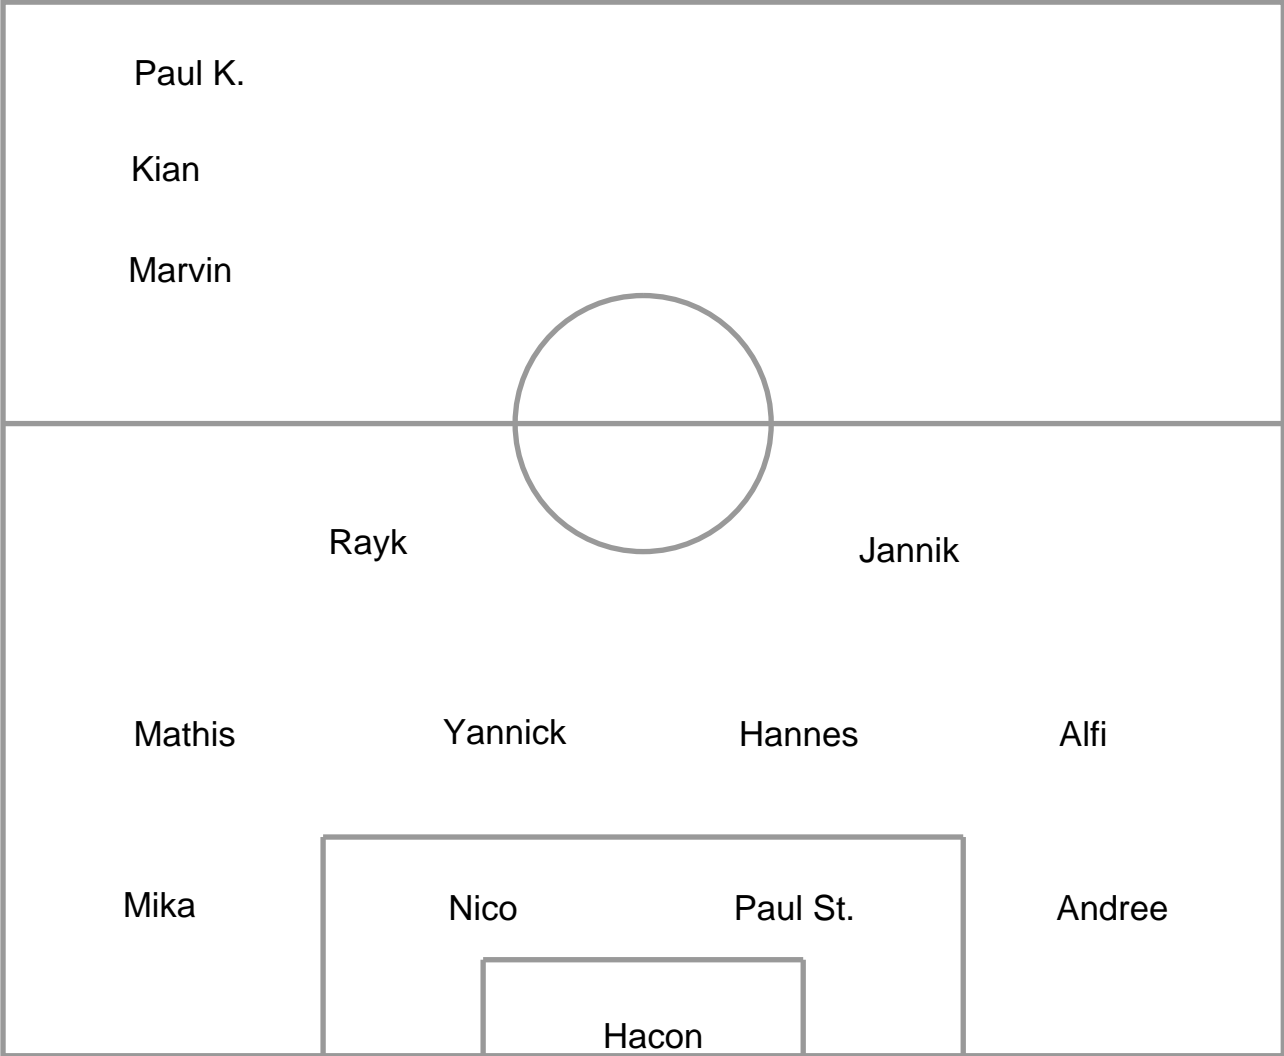 Paul K.
Kian
Marvin
Rayk Jannik
Mathis Yannick Hannes Alfi
Mika Nico Paul St. Andree
Hacon